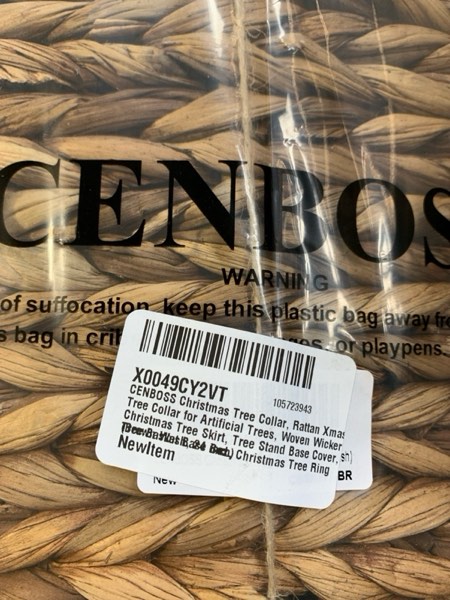 CENBOSS
WARNING
of suffocation, keep this plastic bag away fr
s bag in cri ges, or playpens.
X0049CY2VT
105723943
CENBOSS Christmas Tree Collar, Rattan Xmas
Tree Collar for Artificial Trees, Woven Wicker
Christmas Tree Skirt, Tree Stand Base Cover,
Christmas Tree Ring
sh)
NewItem
New
BR